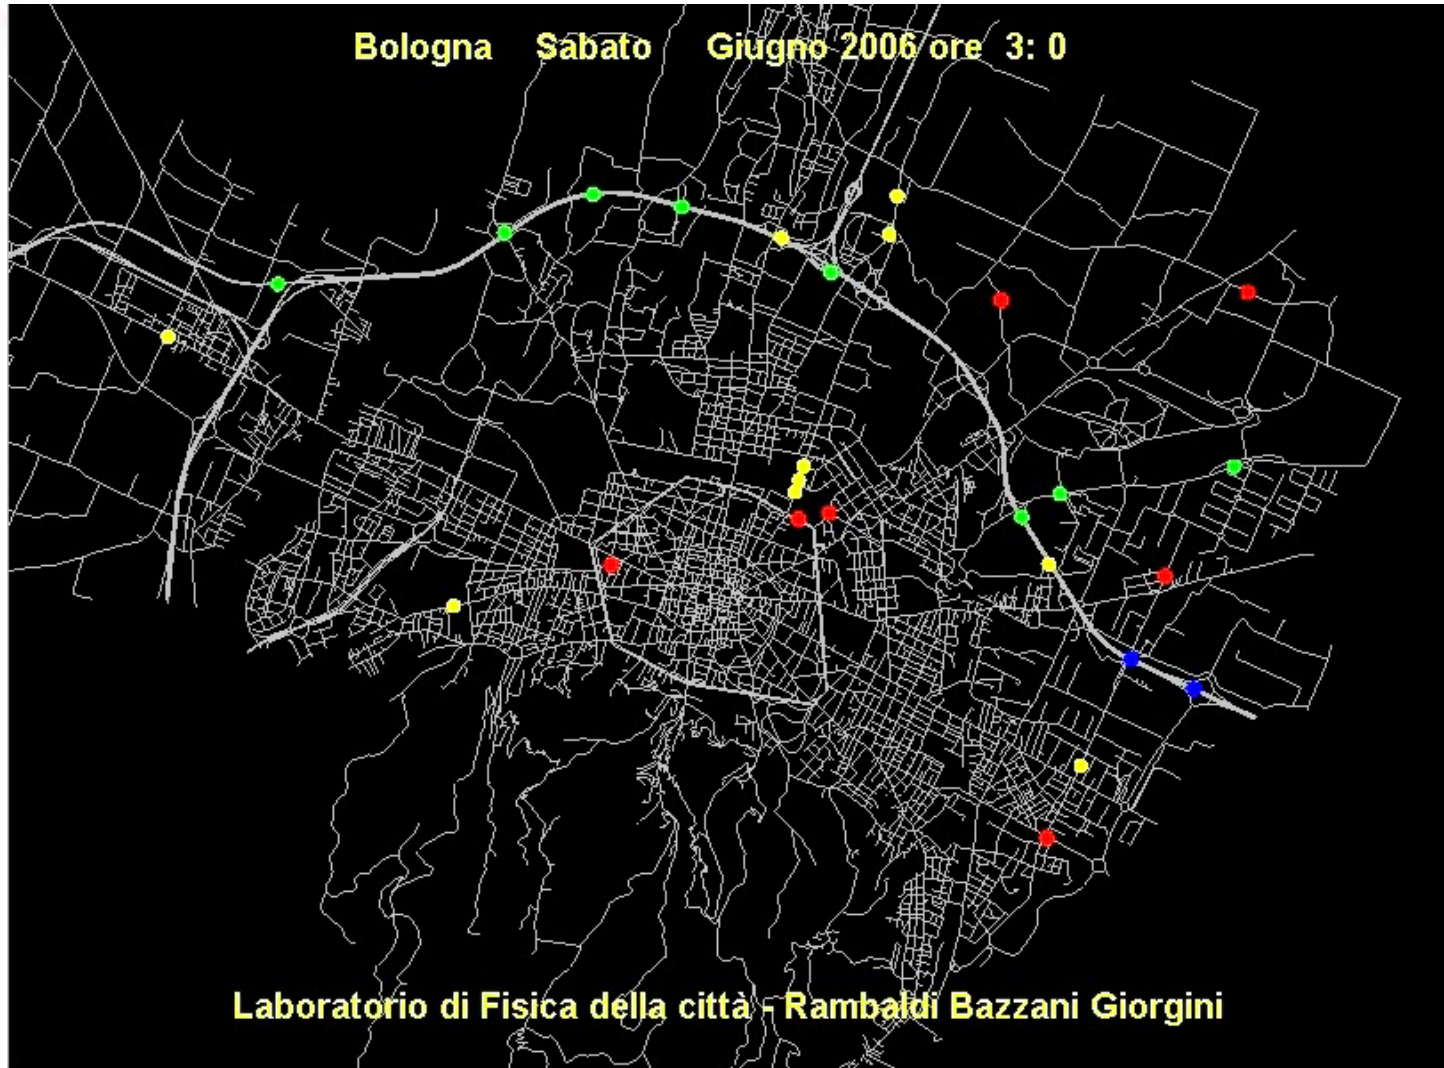 Bologna Sabato Giugno 2006 ore 3: 0
Laboratorio di Fisica della città - Rambaldi Bazzani Giorgini